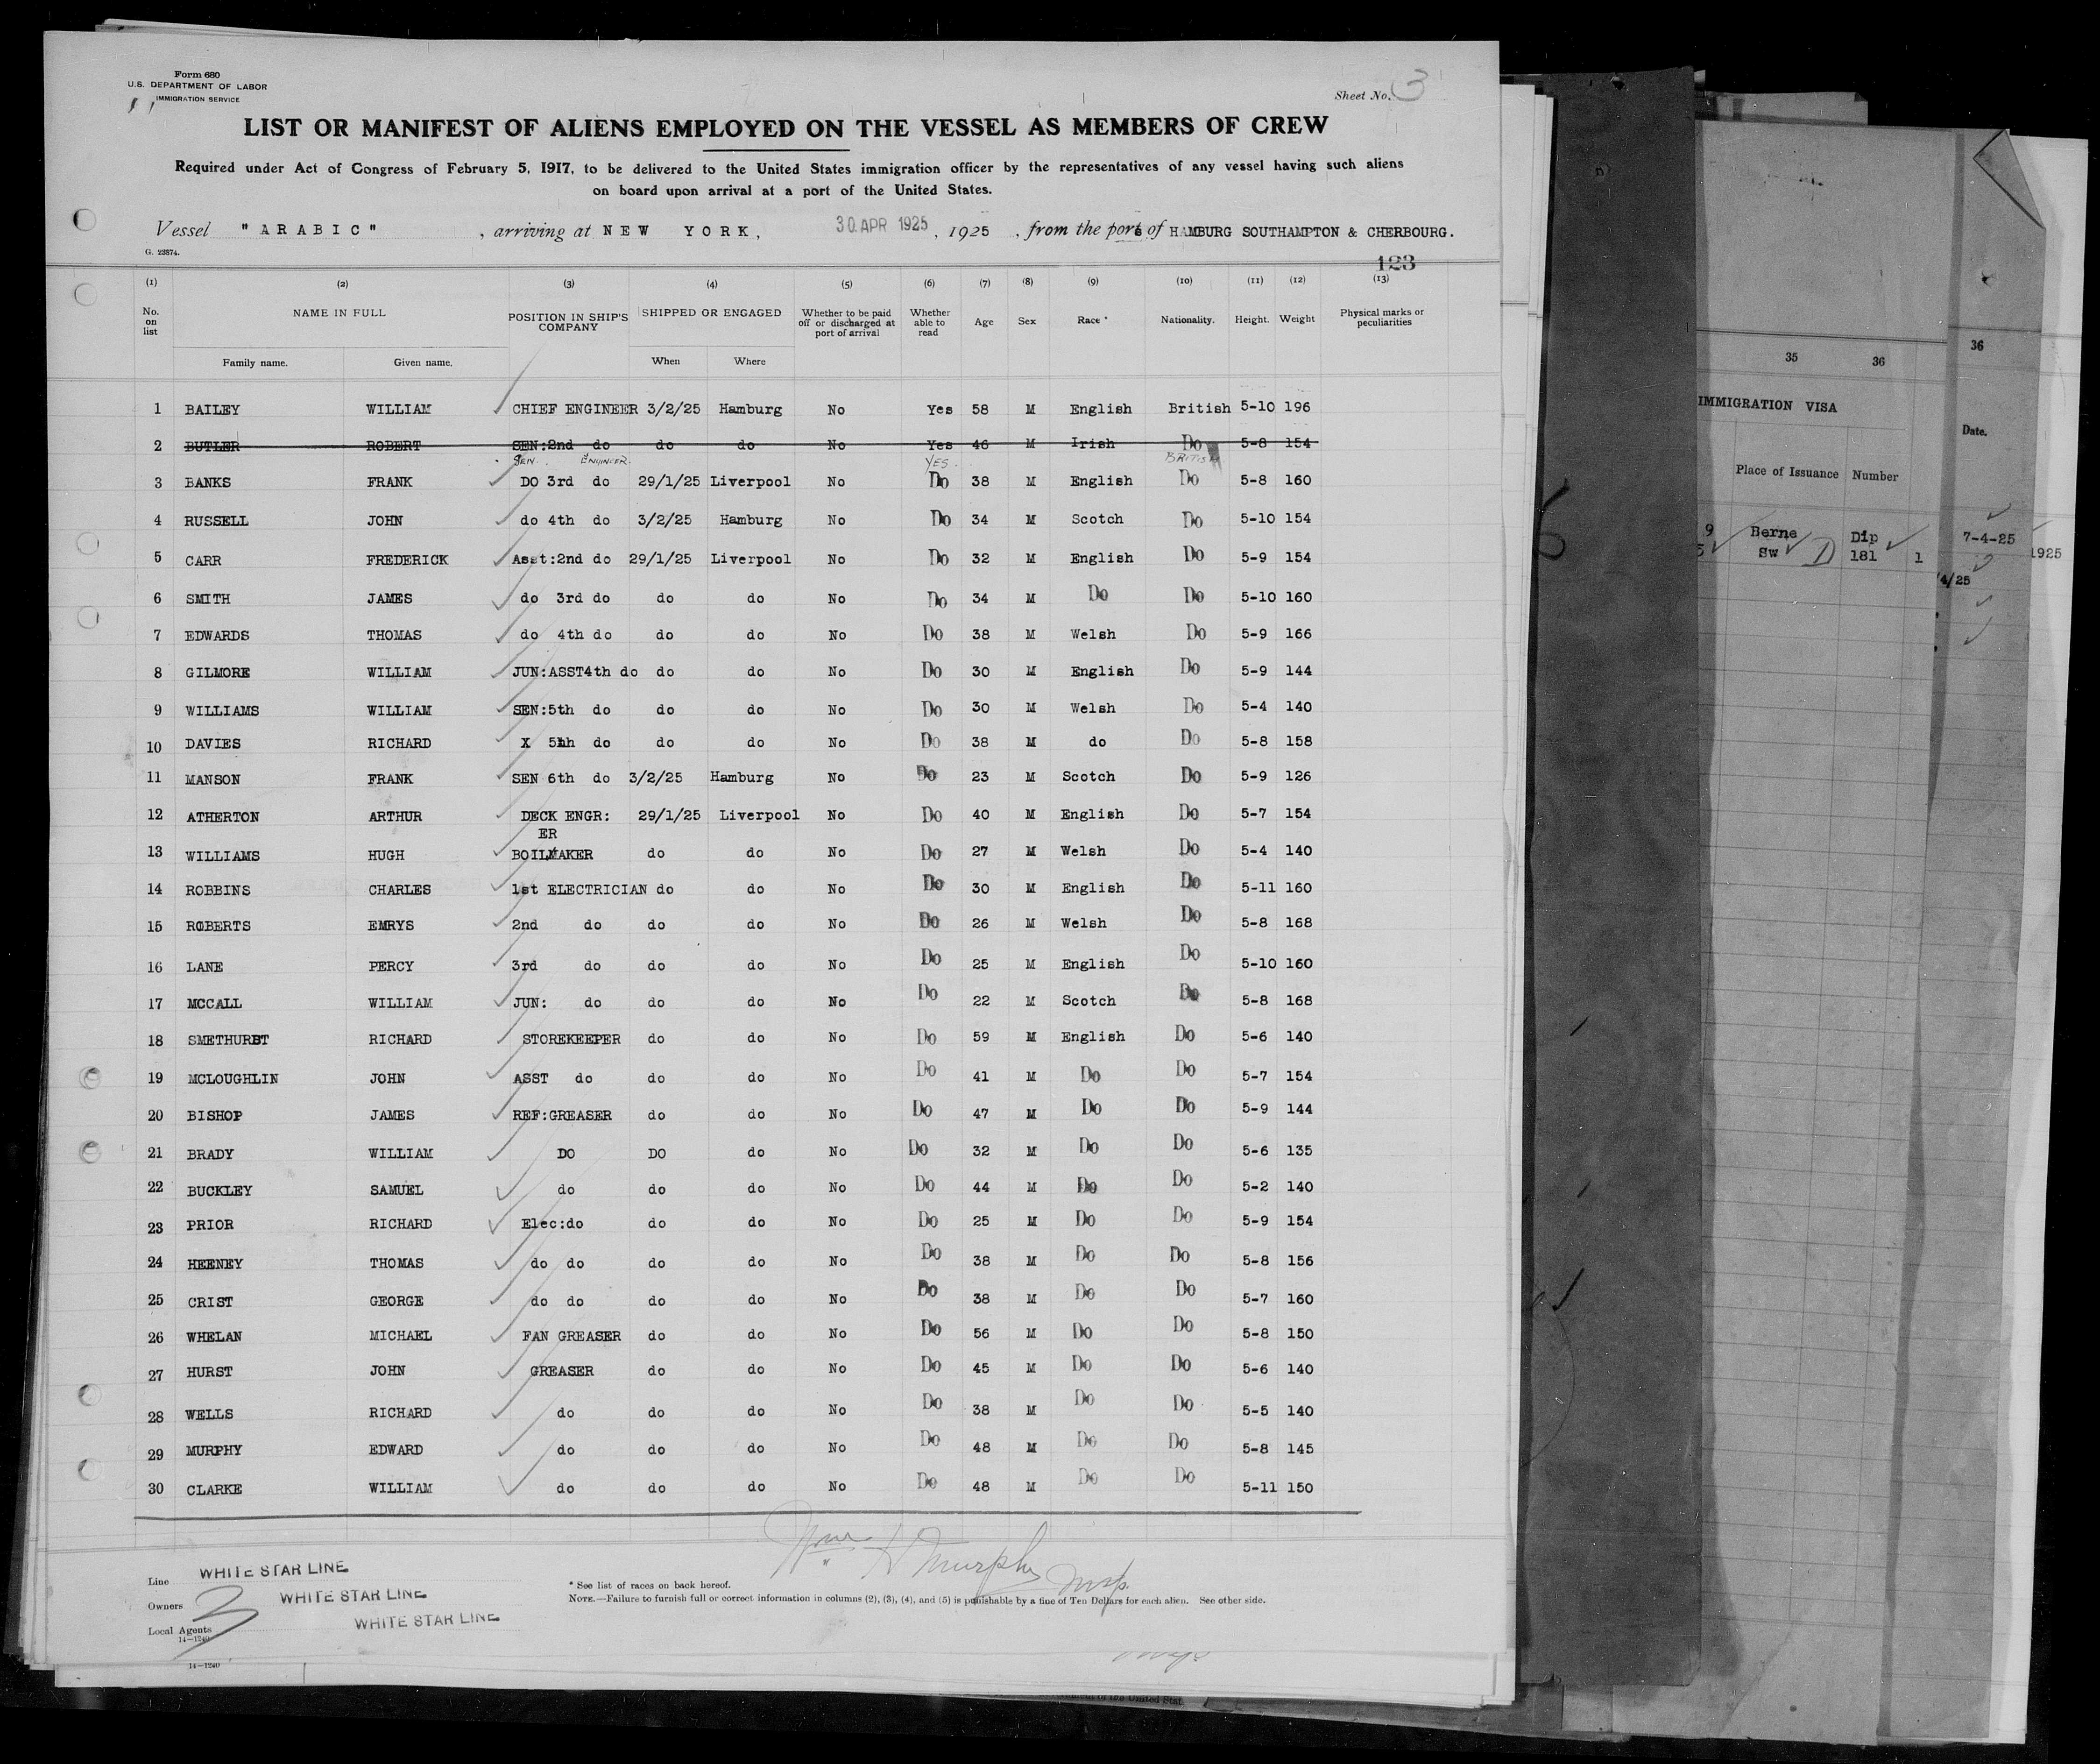 Form 680
U.S. DEPARTMENT OF LABOR
IMMIGRATION SERVICE
Sheet No. 3
LIST OR MANIFEST OF ALIENS EMPLOYED ON THE VESSEL AS MEMBERS OF CREW
Required under Act of Congress of February 5, 1917, to be delivered to the United States immigration officer by the representatives of any vessel having such aliens
on board upon arrival at a port of the United States.
Vessel "ARABIC", arriving at NEW YORK, 30 APR 1925, 1925, from the ports of HAMBURG SOUTHAMPTON & CHERBOURG.
G. 23874.
123
(1) (2) (3) (4) (5) (6) (7) (8) (9) (10) (11) (12) (13)
No. on list NAME IN FULL POSITION IN SHIP'S COMPANY SHIPPED OR ENGAGED Whether to be paid off or discharged at port of arrival Whether able to read Age Sex Race * Nationality. Height. Weight Physical marks or peculiarities
Family name. Given name. When Where
1 BAILEY WILLIAM CHIEF ENGINEER 3/2/25 Hamburg No Yes 58 M English British 5-10 196
2 BUTLER ROBERT SEN:2nd do do do No Yes 46 M Irish Do 5-8 154
SEN. ENGINEER. YES. BRITISH
3 BANKS FRANK DO 3rd do 29/1/25 Liverpool No Do 38 M English Do 5-8 160
4 RUSSELL JOHN do 4th do 3/2/25 Hamburg No Do 34 M Scotch Do 5-10 154
5 CARR FREDERICK Asst:2nd do 29/1/25 Liverpool No Do 32 M English Do 5-9 154
6 SMITH JAMES do 3rd do do do No Do 34 M Do Do 5-10 160
7 EDWARDS THOMAS do 4th do do do No Do 38 M Welsh Do 5-9 166
8 GILMORE WILLIAM JUN:ASST4th do do do No Do 30 M English Do 5-9 144
9 WILLIAMS WILLIAM SEN:5th do do do No Do 30 M Welsh Do 5-4 140
10 DAVIES RICHARD X 5th do do do No Do 38 M do Do 5-8 158
11 MANSON FRANK SEN 6th do 3/2/25 Hamburg No Do 23 M Scotch Do 5-9 126
12 ATHERTON ARTHUR DECK ENGR: 29/1/25 Liverpool No Do 40 M English Do 5-7 154
ER
13 WILLIAMS HUGH BOILMAKER do do No Do 27 M Welsh Do 5-4 140
14 ROBBINS CHARLES 1st ELECTRICIAN do do No Do 30 M English Do 5-11 160
15 ROBERTS EMRYS 2nd do do do No Do 26 M Welsh Do 5-8 168
16 LANE PERCY 3rd do do do No Do 25 M English Do 5-10 160
17 MCCALL WILLIAM JUN: do do do No Do 22 M Scotch Do 5-8 168
18 SMETHURST RICHARD STOREKEEPER do do No Do 59 M English Do 5-6 140
19 MCLOUGHLIN JOHN ASST do do do No Do 41 M Do Do 5-7 154
20 BISHOP JAMES REF:GREASER do do No Do 47 M Do Do 5-9 144
21 BRADY WILLIAM DO DO do No Do 32 M Do Do 5-6 135
22 BUCKLEY SAMUEL do do do No Do 44 M Do Do 5-2 140
23 PRIOR RICHARD Elec:do do do No Do 25 M Do Do 5-9 154
24 HEENEY THOMAS do do do do No Do 38 M Do Do 5-8 156
25 CRIST GEORGE do do do do No Do 38 M Do Do 5-7 160
26 WHELAN MICHAEL FAN GREASER do do No Do 56 M Do Do 5-8 150
27 HURST JOHN GREASER do do No Do 45 M Do Do 5-6 140
28 WELLS RICHARD do do do No Do 38 M Do Do 5-5 140
29 MURPHY EDWARD do do do No Do 48 M Do Do 5-8 145
30 CLARKE WILLIAM do do do No Do 48 M Do Do 5-11 150
Wm. H Murphy Insp.
Line WHITE STAR LINE
Owners WHITE STAR LINE
Local Agents WHITE STAR LINE
3
14—1240
* See list of races on back hereof.
NOTE.—Failure to furnish full or correct information in columns (2), (3), (4), and (5) is punishable by a fine of Ten Dollars for each alien. See other side.
14—1240
35 36
IMMIGRATION VISA
Place of Issuance Number
9 Berne Dip
Sw D 181 1
36
Date.
7-4-25
1925
4/25